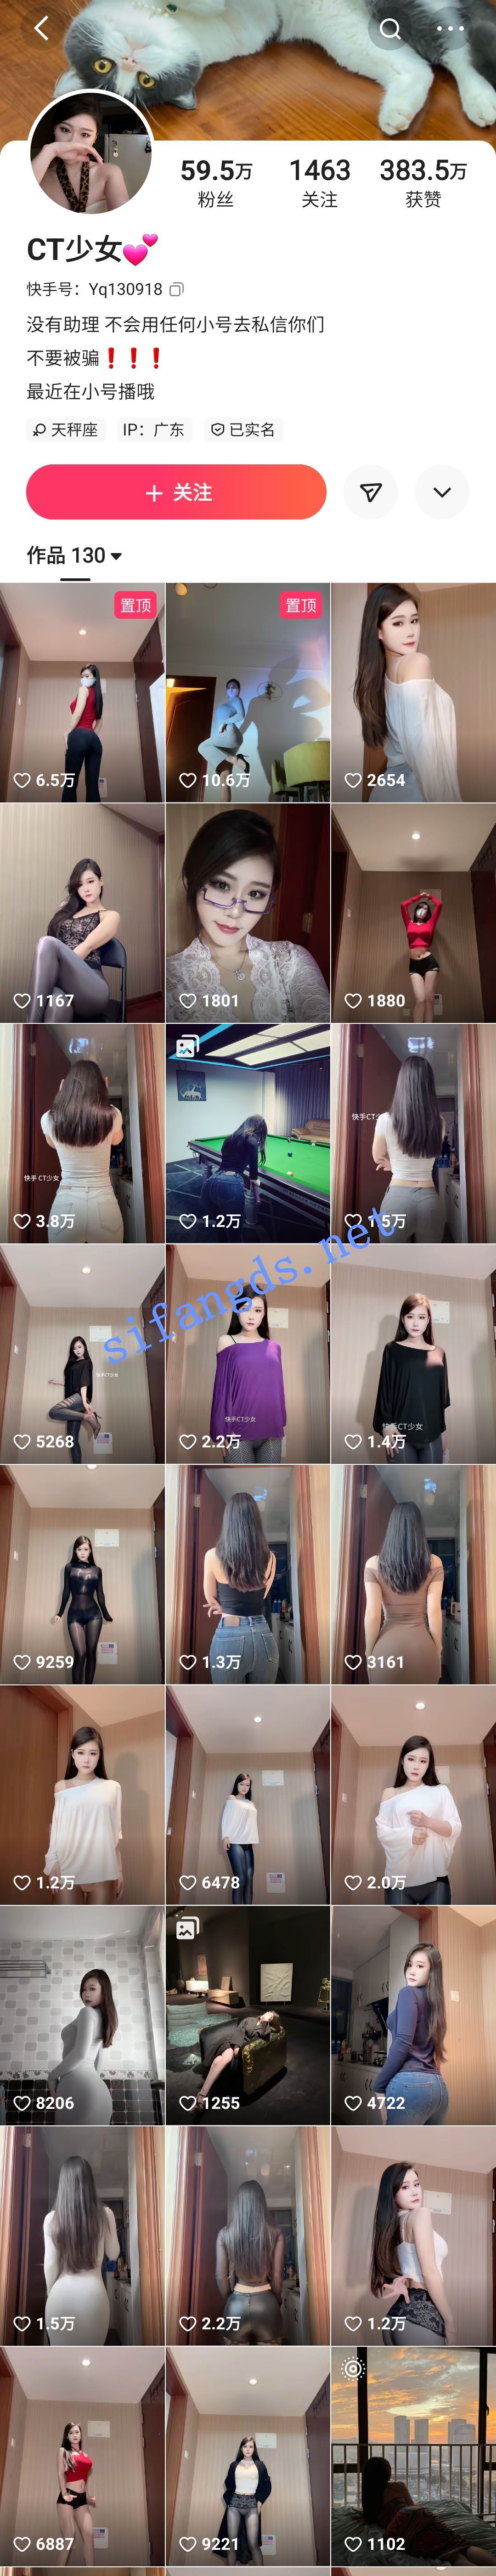 59.5万
1463
383.5万
粉丝
关注
获赞
CT少女💕
快手号：Yq130918
没有助理 不会用任何小号去私信你们
不要被骗❗❗❗
最近在小号播哦
天秤座
IP：广东
已实名
+ 关注
作品 130
置顶
置顶
6.5万
10.6万
2654
1167
1801
1880
快手 CT少女
快手CT少女
3.8万
1.2万
1.5万
sifangds.net
快手CT少女
快手CT少女
快手CT少女
5268
2.2万
1.4万
9259
1.3万
3161
1.2万
6478
2.0万
8206
1255
4722
1.5万
2.2万
1.2万
6887
9221
1102